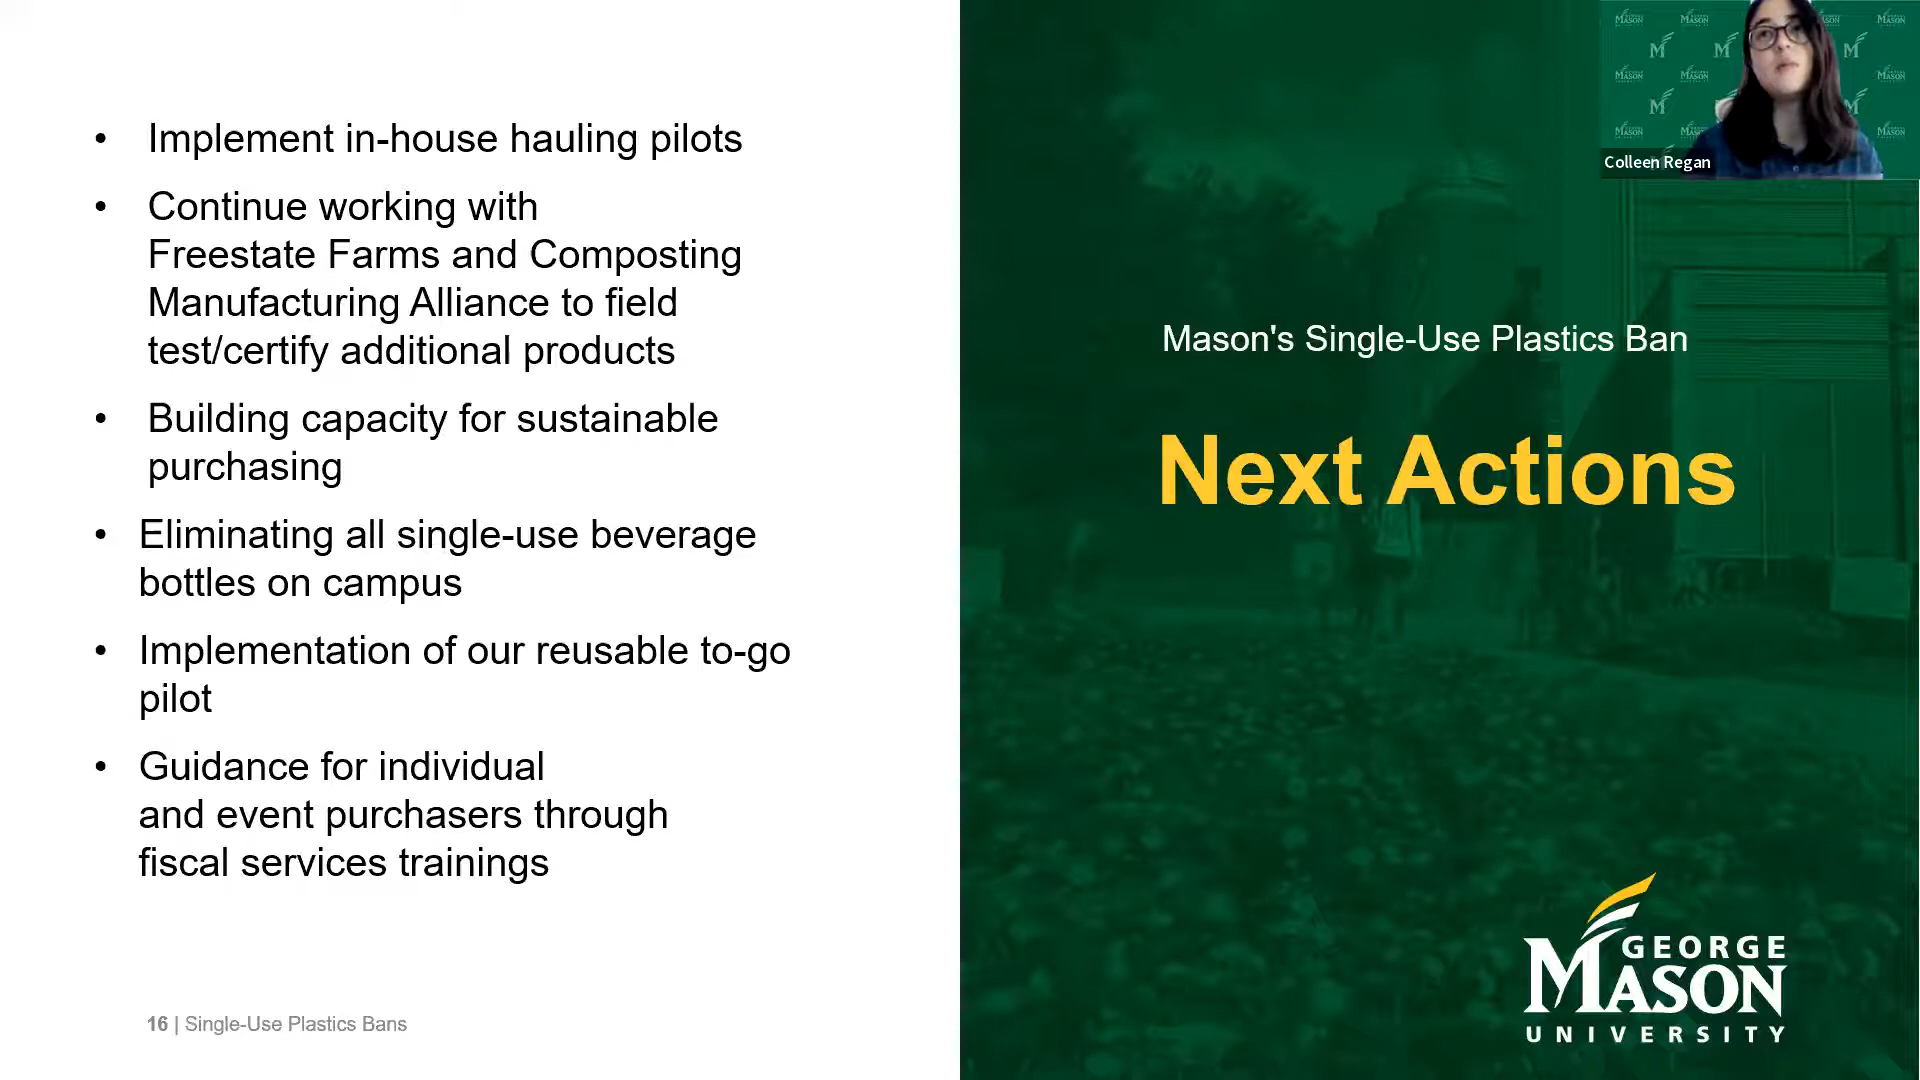 • Implement in-house hauling pilots
• Continue working with
Freestate Farms and Composting
Manufacturing Alliance to field
test/certify additional products
• Building capacity for sustainable
purchasing
• Eliminating all single-use beverage
bottles on campus
• Implementation of our reusable to-go
pilot
• Guidance for individual
and event purchasers through
fiscal services trainings
16 | Single-Use Plastics Bans
Colleen Regan
Mason's Single-Use Plastics Ban
Next Actions
GEORGE
MASON
UNIVERSITY